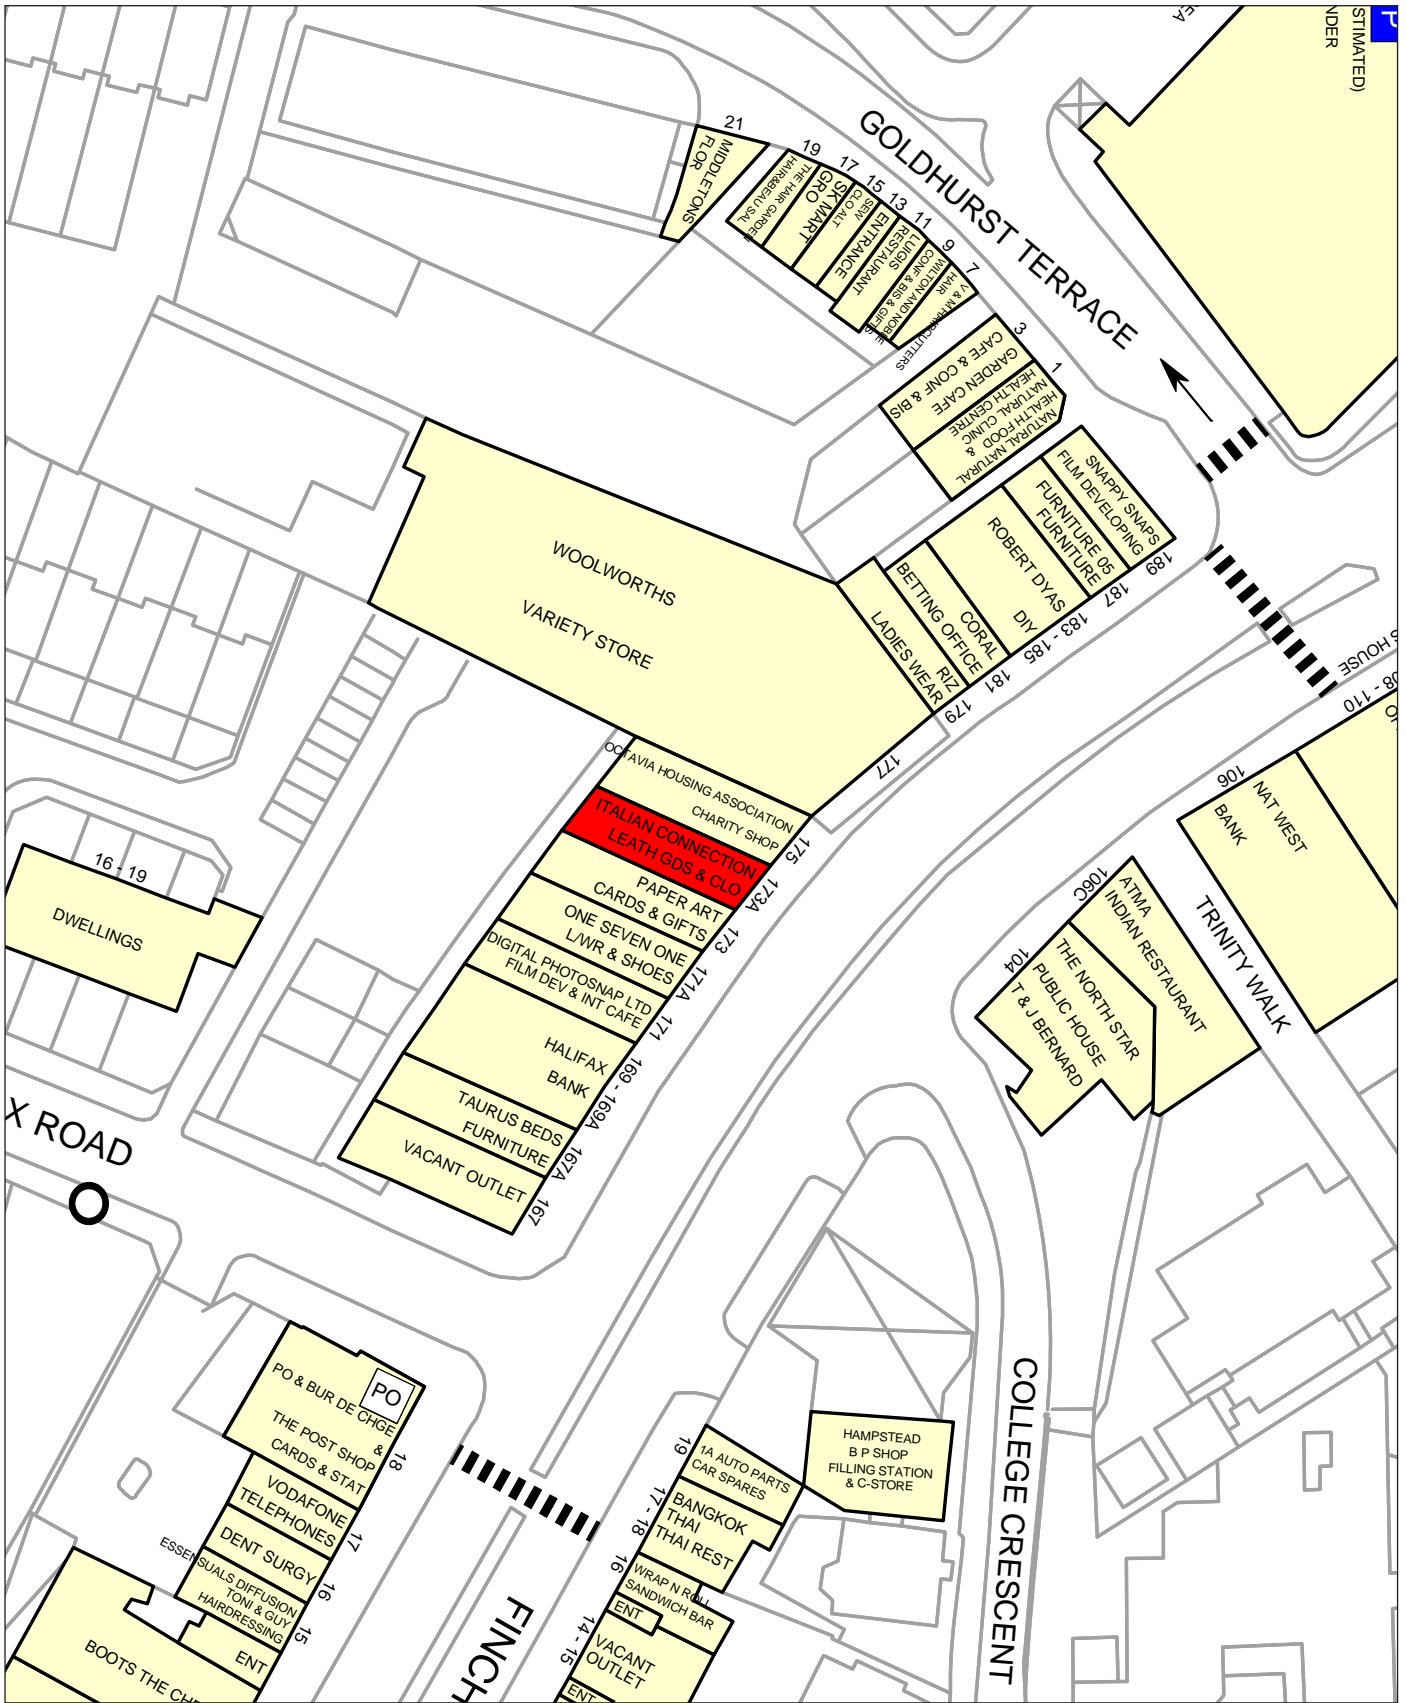 P
STIMATED)
NDER
EA
GOLDHURST TERRACE
21
MIDDLETONS
FLOR
19
THE HAIR GARDEN
HAIR&BEAU SAL
17
SK MART
GRO
15
SEW
CLO ALT
13
ENTRANCE
11
LUIGIS
RESTAURANT
9
WILTON AND NOBLE
CONF & BIS & GIFTS
7
V & M HAIRCUTTERS
HAIR
3
GARDEN CAFE
CAFE & CONF & BIS
1
NATURAL NATURAL
HEALTH FOOD &
NATURAL CLINIC
HEALTH CENTRE
SNAPPY SNAPS
FILM DEVELOPING
189
FURNITURE 05
FURNITURE
187
ROBERT DYAS
DIY
183 - 185
CORAL
BETTING OFFICE
181
RIZ
LADIES WEAR
179
WOOLWORTHS
VARIETY STORE
177
OCTAVIA HOUSING ASSOCIATION
CHARITY SHOP
175
ITALIAN CONNECTION
LEATH GDS & CLO
173A
PAPER ART
CARDS & GIFTS
173
ONE SEVEN ONE
L/WR & SHOES
171A
DIGITAL PHOTOSNAP LTD
FILM DEV & INT CAFE
171
HALIFAX
BANK
169 - 169A
TAURUS BEDS
FURNITURE
167A
VACANT OUTLET
167
S HOUSE
08 - 110
106
NAT WEST
BANK
106C
ATMA
INDIAN RESTAURANT
104
THE NORTH STAR
PUBLIC HOUSE
T & J BERNARD
TRINITY WALK
16 - 19
DWELLINGS
X ROAD
PO
PO & BUR DE CHGE
&
THE POST SHOP
CARDS & STAT
18
VODAFONE
TELEPHONES
17
DENT SURGY
16
ESSENSUALS DIFFUSION
TONI & GUY
HAIRDRESSING
15
ENT
BOOTS THE CHE
FINCH
COLLEGE CRESCENT
HAMPSTEAD
B P SHOP
FILLING STATION
& C-STORE
19
1A AUTO PARTS
CAR SPARES
17 - 18
BANGKOK
THAI
THAI REST
16
WRAP N ROLL
SANDWICH BAR
ENT
14 - 15
VACANT
OUTLET
ENT